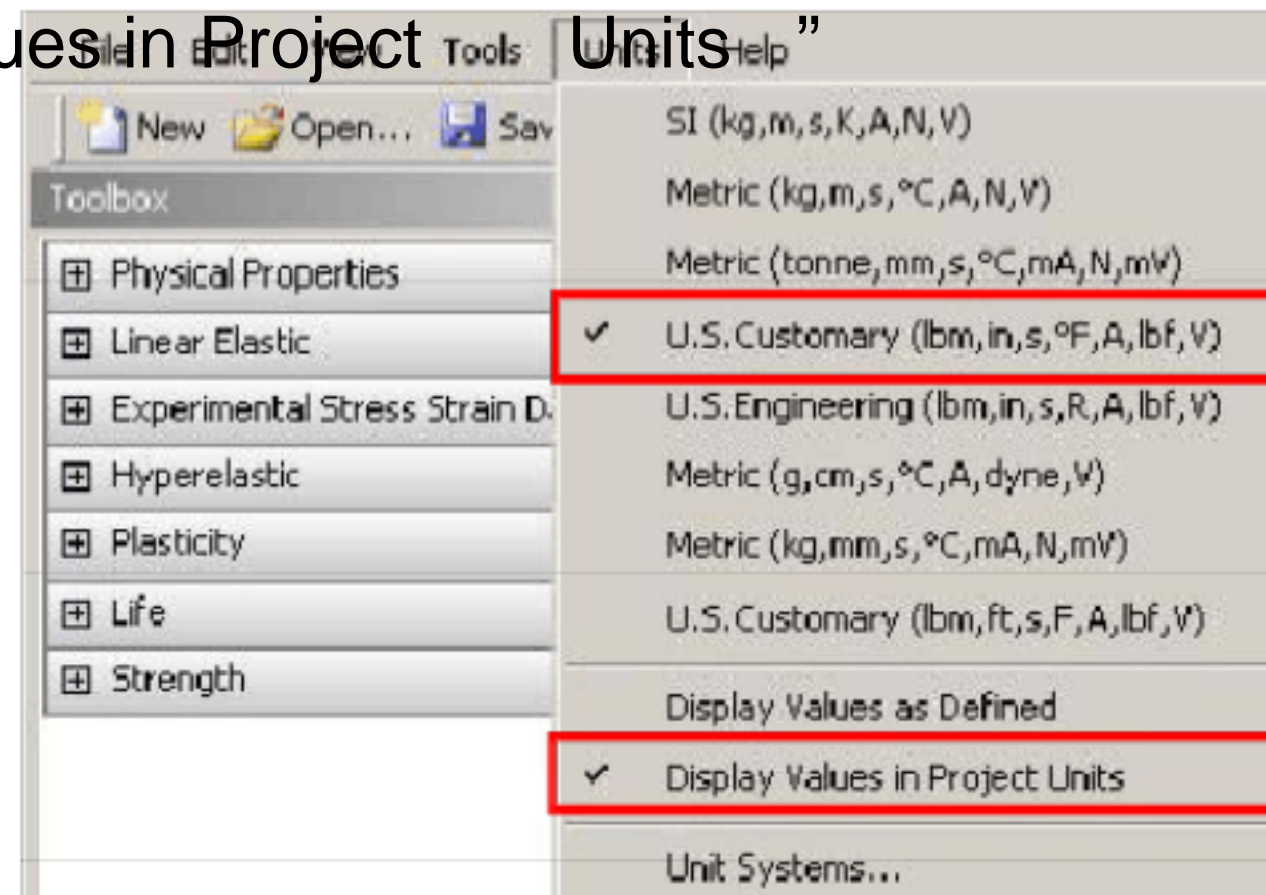 ues in Project Units ”
File Edit View Tools Units Help
New Open... Sav
Toolbox
Physical Properties
Linear Elastic
Experimental Stress Strain Da
Hyperelastic
Plasticity
Life
Strength
SI (kg,m,s,K,A,N,V)
Metric (kg,m,s,°C,A,N,V)
Metric (tonne,mm,s,°C,mA,N,mV)
U.S.Customary (lbm,in,s,°F,A,lbf,V)
U.S.Engineering (lbm,in,s,R,A,lbf,V)
Metric (g,cm,s,°C,A,dyne,V)
Metric (kg,mm,s,°C,mA,N,mV)
U.S.Customary (lbm,ft,s,F,A,lbf,V)
Display Values as Defined
Display Values in Project Units
Unit Systems...